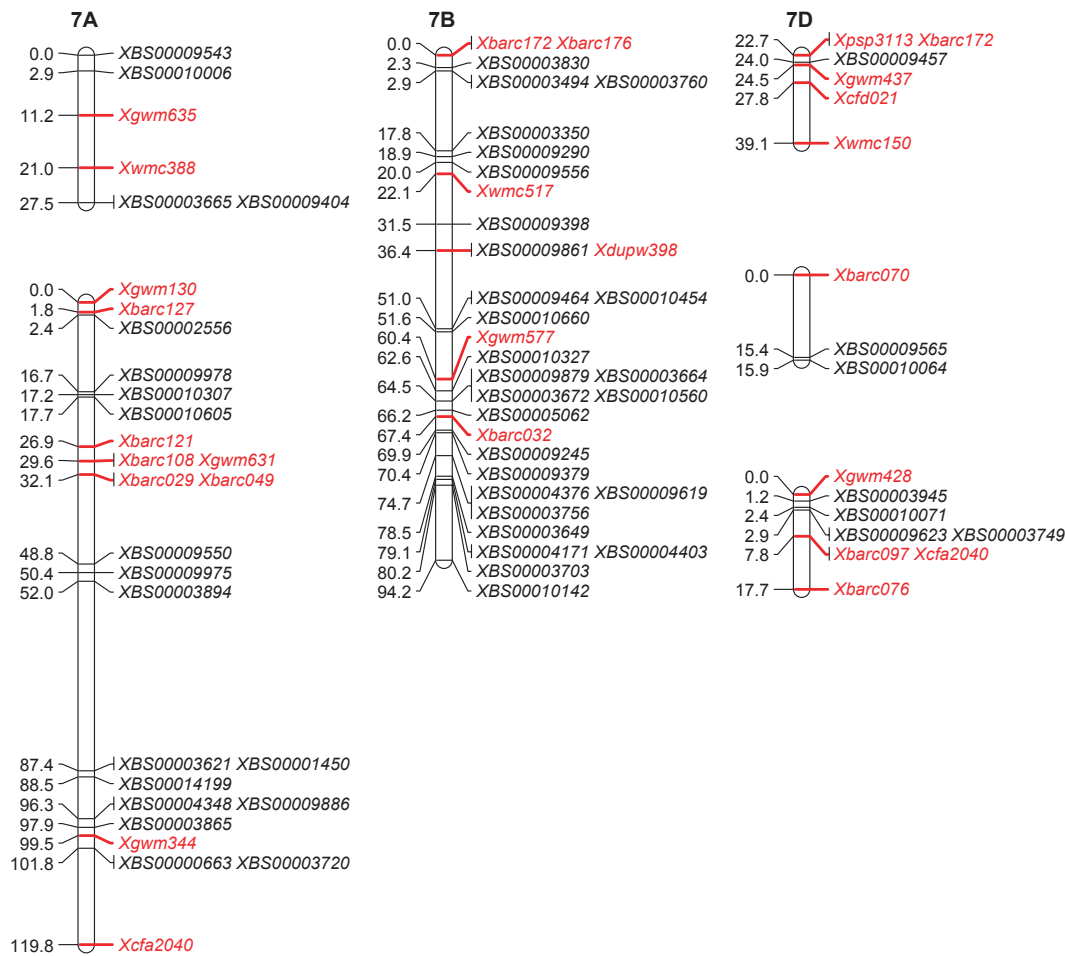 7A
0.0 XBS00009543
2.9 XBS00010006
11.2 Xgwm635
21.0 Xwmc388
27.5 XBS00003665 XBS00009404
0.0 Xgwm130
1.8 Xbarc127
2.4 XBS00002556
16.7 XBS00009978
17.2 XBS00010307
17.7 XBS00010605
26.9 Xbarc121
29.6 Xbarc108 Xgwm631
32.1 Xbarc029 Xbarc049
48.8 XBS00009550
50.4 XBS00009975
52.0 XBS00003894
87.4 XBS00003621 XBS00001450
88.5 XBS00014199
96.3 XBS00004348 XBS00009886
97.9 XBS00003865
99.5 Xgwm344
101.8 XBS00000663 XBS00003720
119.8 Xcfa2040
7B
0.0 Xbarc172 Xbarc176
2.3 XBS00003830
2.9 XBS00003494 XBS00003760
17.8 XBS00003350
18.9 XBS00009290
20.0 XBS00009556
22.1 Xwmc517
31.5 XBS00009398
36.4 XBS00009861 Xdupw398
51.0 XBS00009464 XBS00010454
51.6 XBS00010660
60.4 Xgwm577
62.6 XBS00010327
XBS00009879 XBS00003664
64.5 XBS00003672 XBS00010560
66.2 XBS00005062
67.4 Xbarc032
69.9 XBS00009245
70.4 XBS00009379
74.7 XBS00004376 XBS00009619
XBS00003756
78.5 XBS00003649
79.1 XBS00004171 XBS00004403
80.2 XBS00003703
94.2 XBS00010142
7D
22.7 Xpsp3113 Xbarc172
24.0 XBS00009457
24.5 Xgwm437
27.8 Xcfd021
39.1 Xwmc150
0.0 Xbarc070
15.4 XBS00009565
15.9 XBS00010064
0.0 Xgwm428
1.2 XBS00003945
2.4 XBS00010071
2.9 XBS00009623 XBS00003749
7.8 Xbarc097 Xcfa2040
17.7 Xbarc076